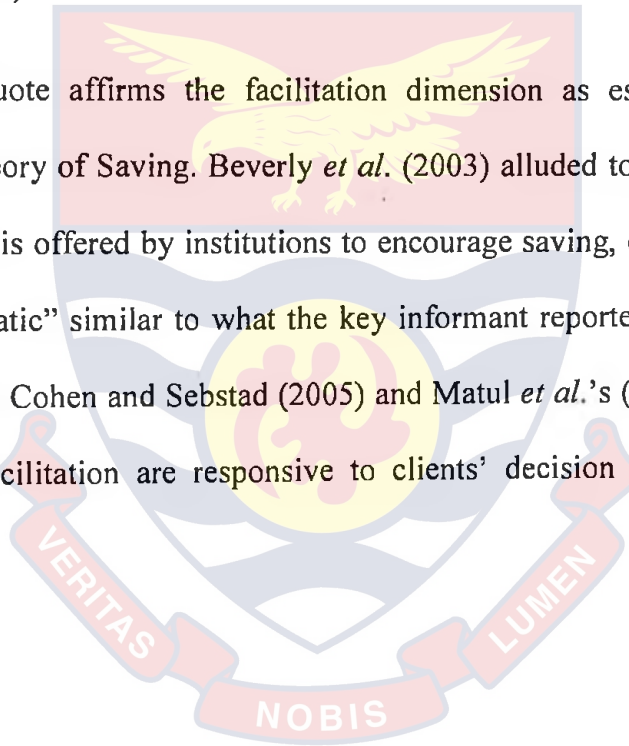 uote affirms the facilitation dimension as es
eory of Saving. Beverly et al. (2003) alluded to
is offered by institutions to encourage saving,
atic” similar to what the key informant reporte
Cohen and Sebstad (2005) and Matul et al.'s (
cilitation are responsive to clients’ decision
VERITAS
NOBIS
LUMEN